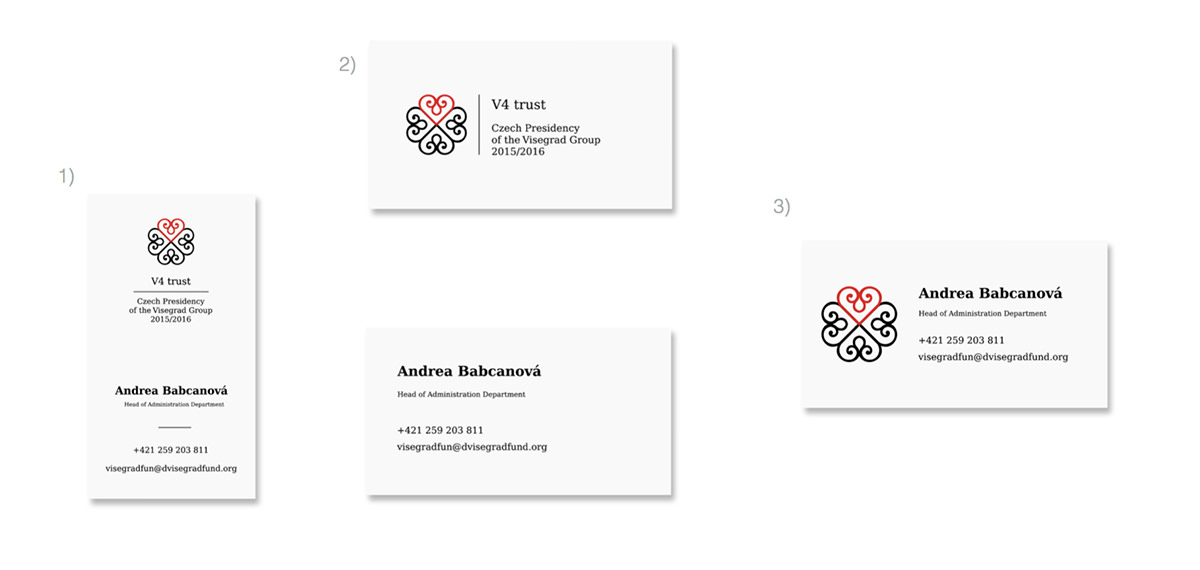 1)
V4 trust
Czech Presidency
of the Visegrad Group
2015/2016
Andrea Babcanová
Head of Administration Department
+421 259 203 811
visegradfun@dvisegradfund.org
2)
V4 trust
Czech Presidency
of the Visegrad Group
2015/2016
Andrea Babcanová
Head of Administration Department
+421 259 203 811
visegradfun@dvisegradfund.org
3)
Andrea Babcanová
Head of Administration Department
+421 259 203 811
visegradfun@dvisegradfund.org